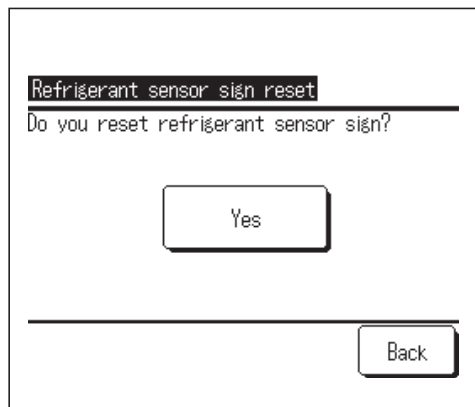 Refrigerant sensor sign reset
Do you reset refrigerant sensor sign?
Yes
Back